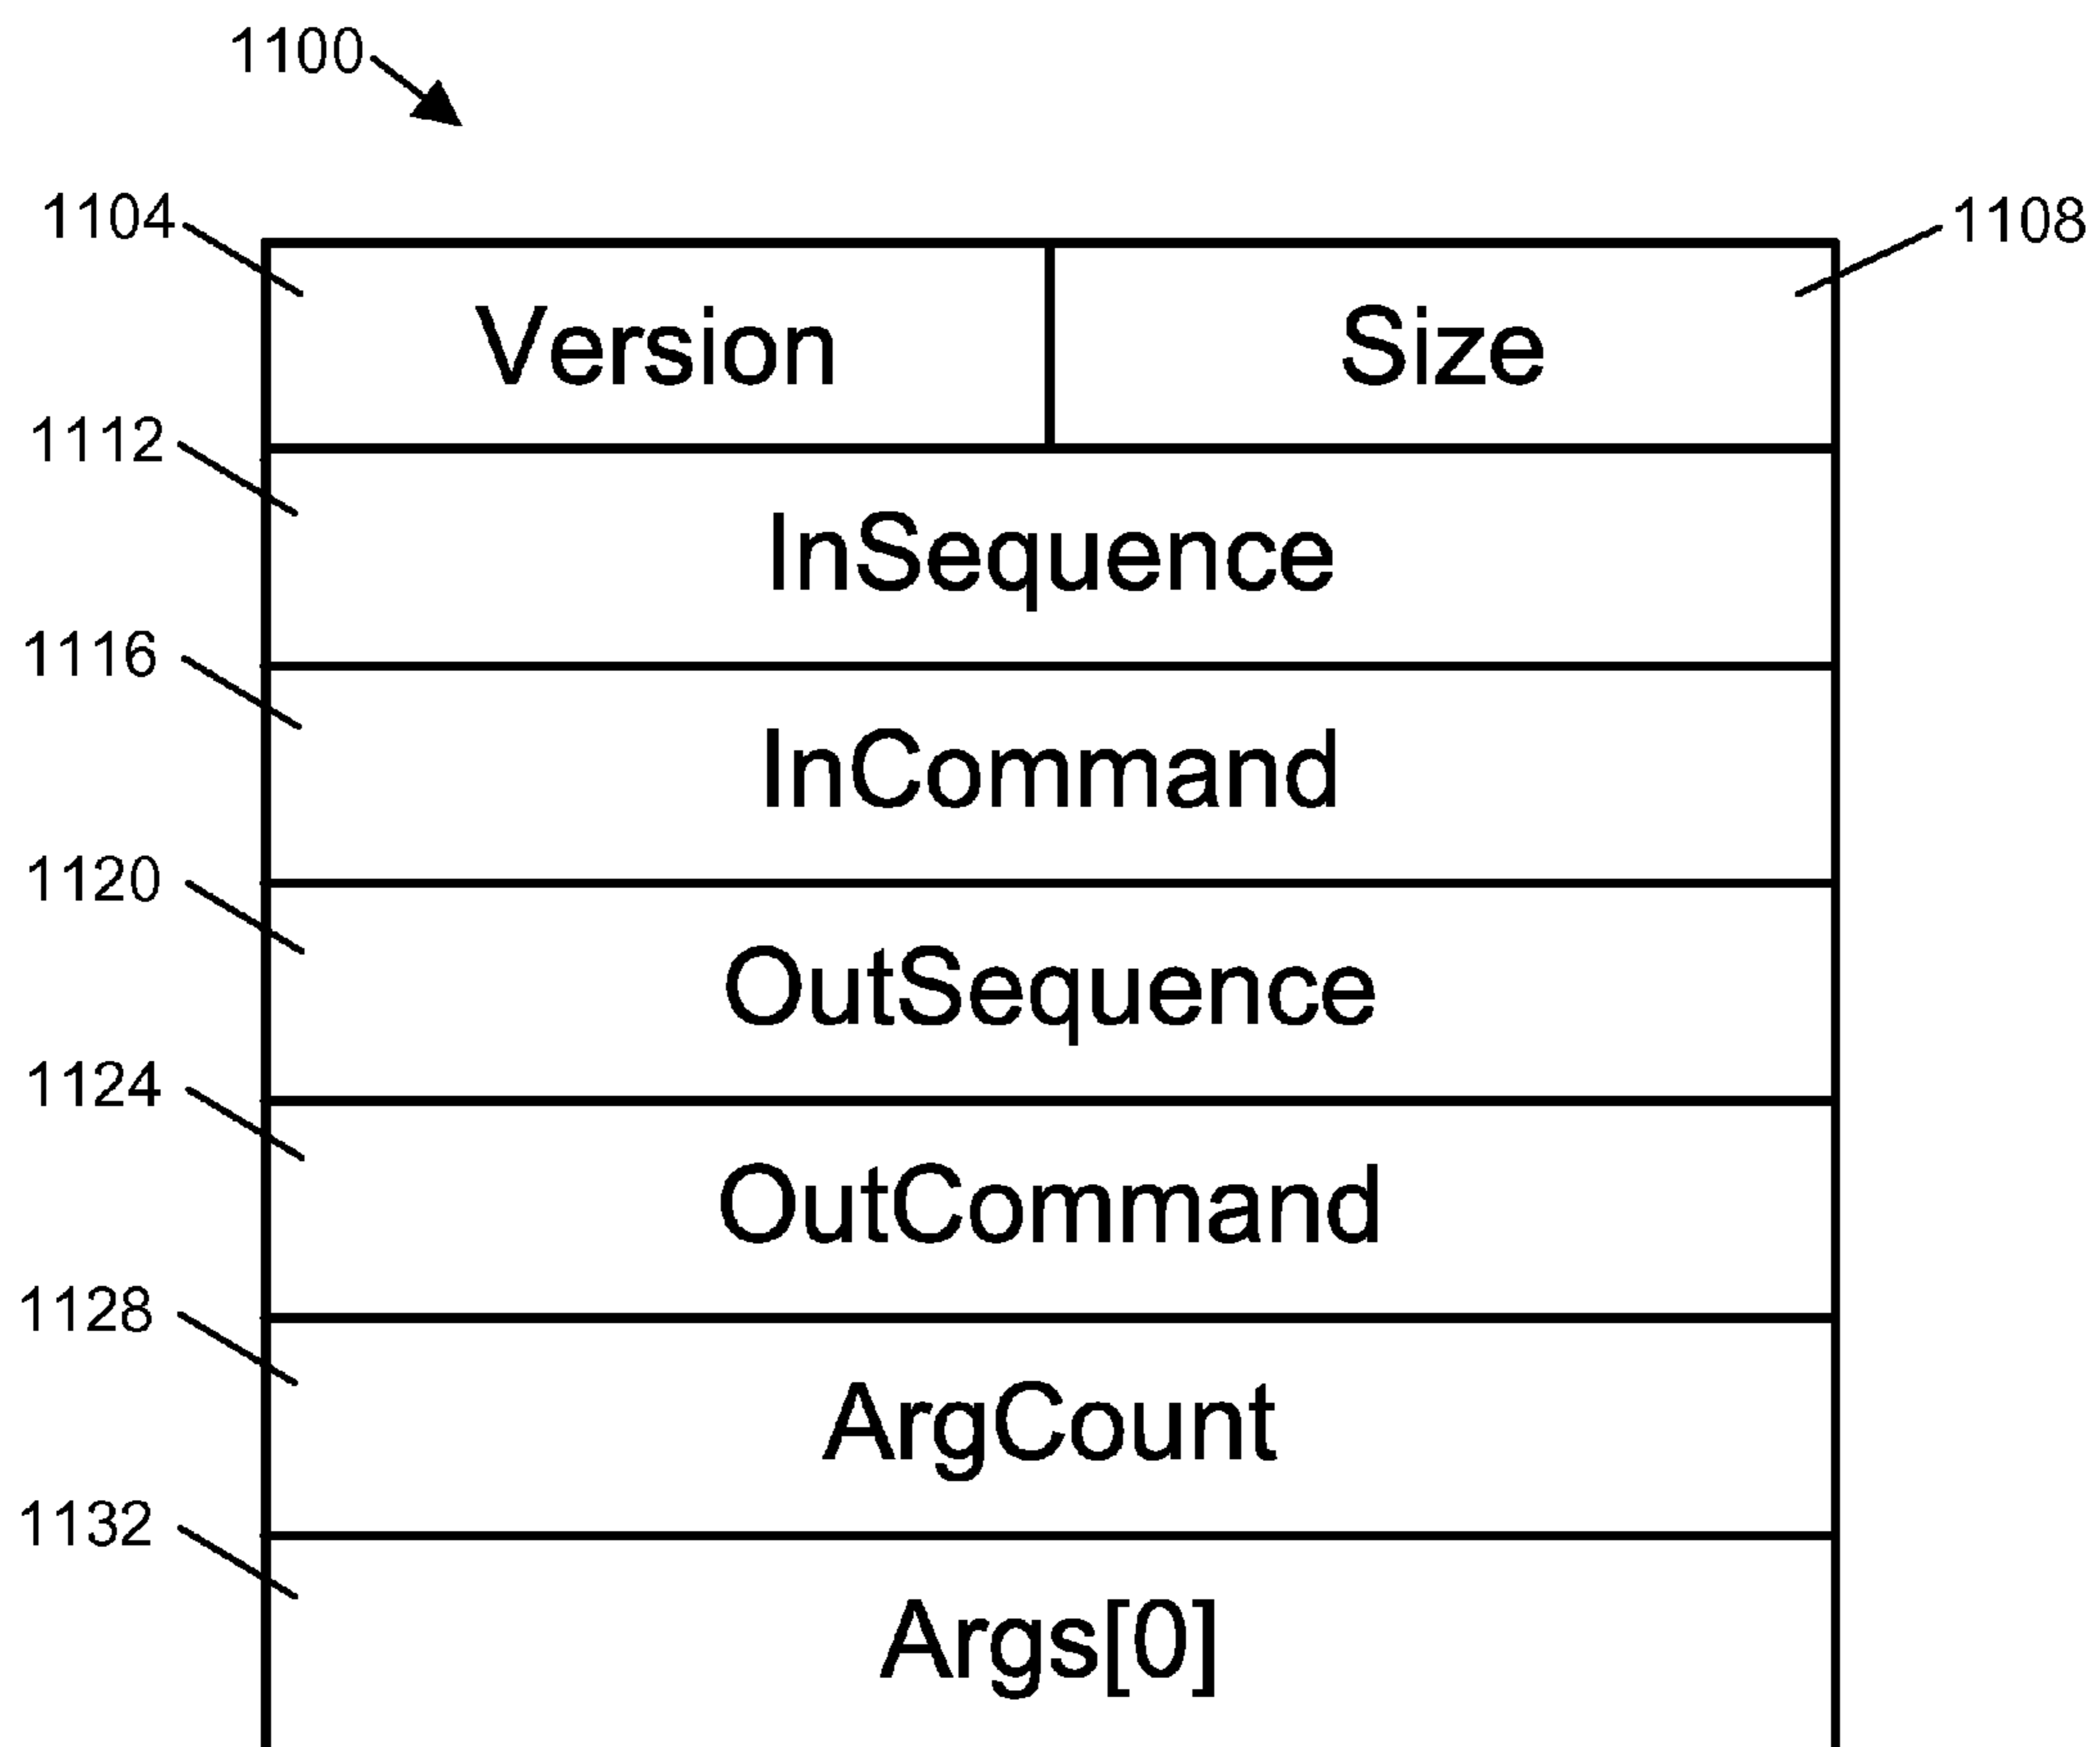 1100
1104
1108
Version Size
1112
InSequence
1116
InCommand
1120
OutSequence
1124
OutCommand
1128
ArgCount
1132
Args[0]